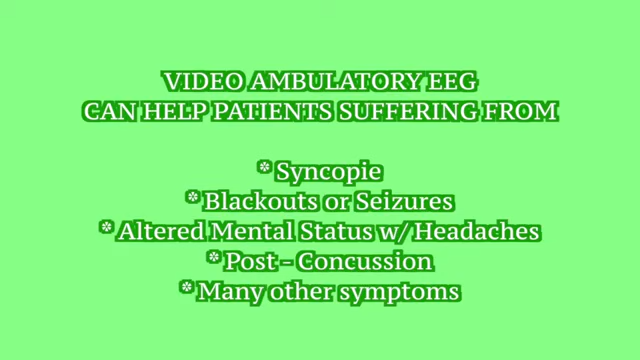 VIDEO AMBULATORY EEG
CAN HELP PATIENTS SUFFERING FROM
* Syncopie
* Blackouts or Seizures
* Altered Mental Status w/ Headaches
* Post - Concussion
* Many other symptoms